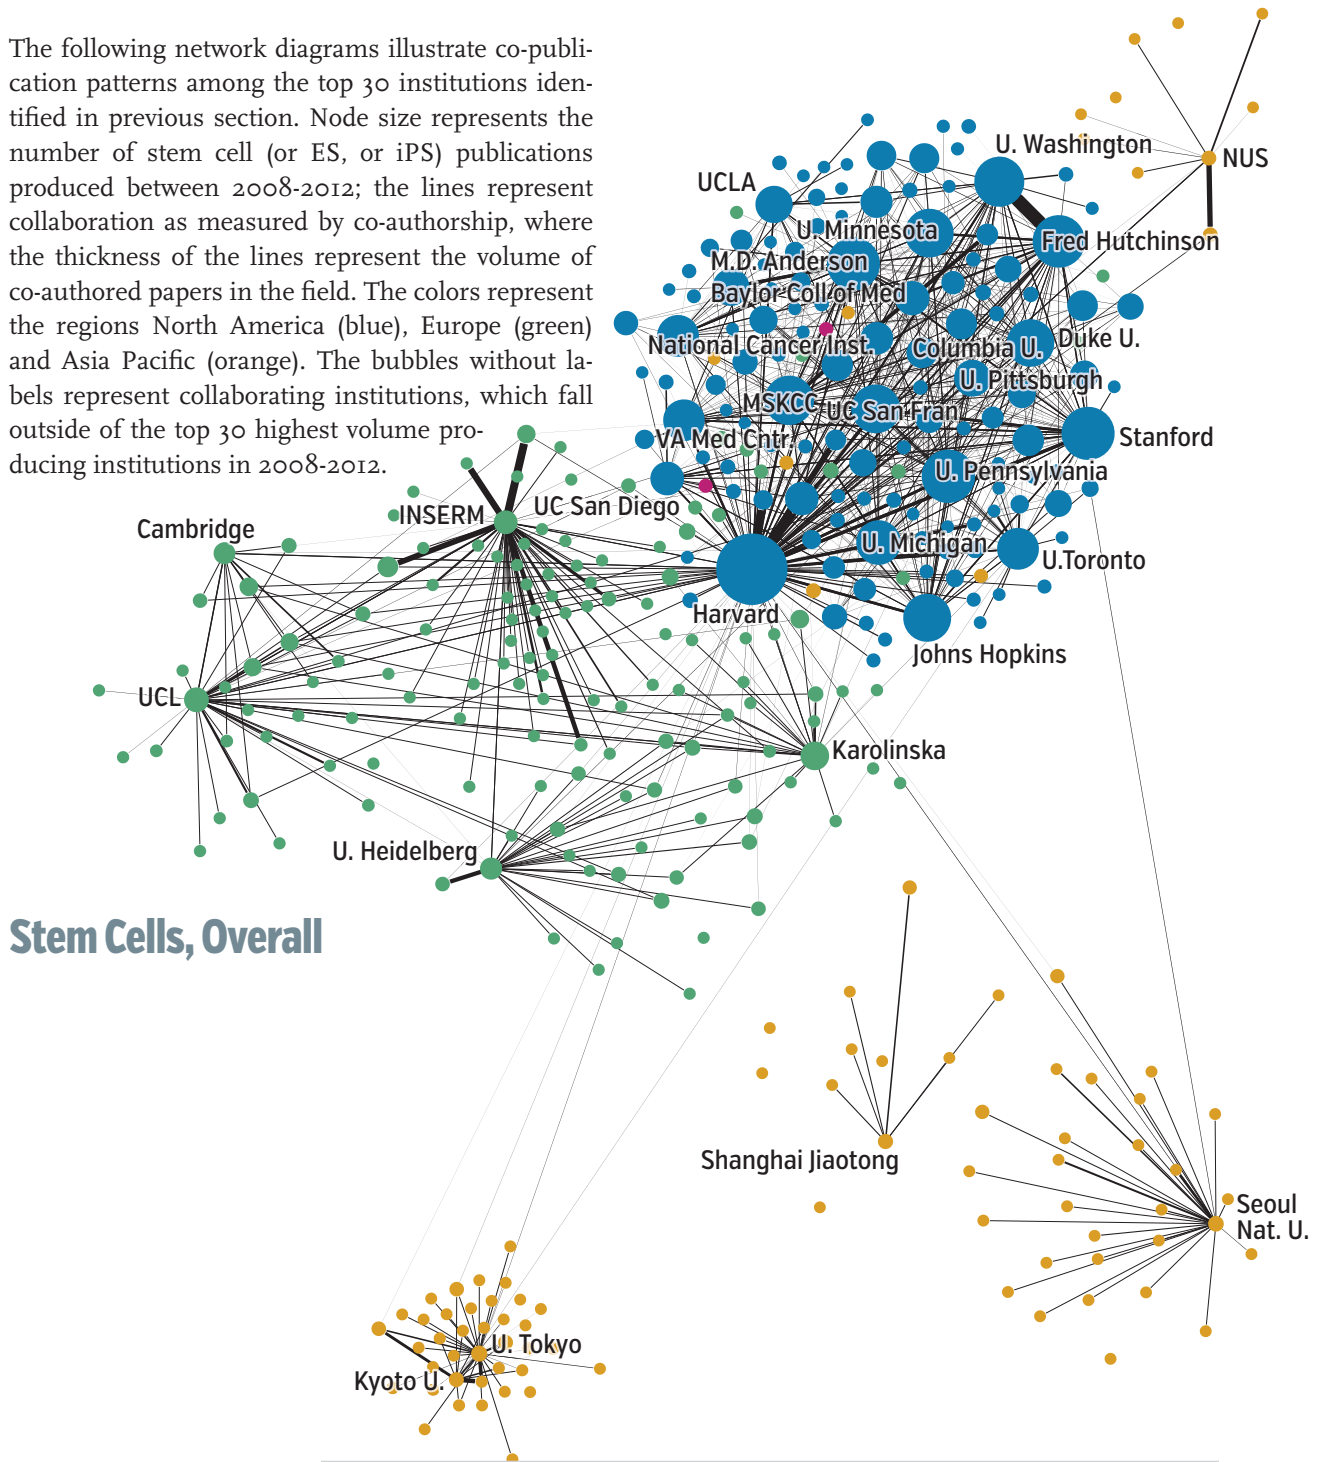 The following network diagrams illustrate co-publi-
cation patterns among the top 30 institutions iden-
tified in previous section. Node size represents the
number of stem cell (or ES, or iPS) publications
produced between 2008-2012; the lines represent
collaboration as measured by co-authorship, where
the thickness of the lines represent the volume of
co-authored papers in the field. The colors represent
the regions North America (blue), Europe (green)
and Asia Pacific (orange). The bubbles without la-
bels represent collaborating institutions, which fall
outside of the top 30 highest volume pro-
ducing institutions in 2008-2012.
U. Washington
NUS
UCLA
U. Minnesota
Fred Hutchinson
M.D. Anderson
Baylor Coll of Med
National Cancer Inst.
Columbia U.
Duke U.
U. Pittsburgh
MSKCC
UC San Fran
VA Med Cntr.
Stanford
U. Pennsylvania
UC San Diego
INSERM
Cambridge
U. Michigan
U.Toronto
Harvard
Johns Hopkins
UCL
Karolinska
U. Heidelberg
Stem Cells, Overall
Shanghai Jiaotong
Seoul
Nat. U.
U. Tokyo
Kyoto U.